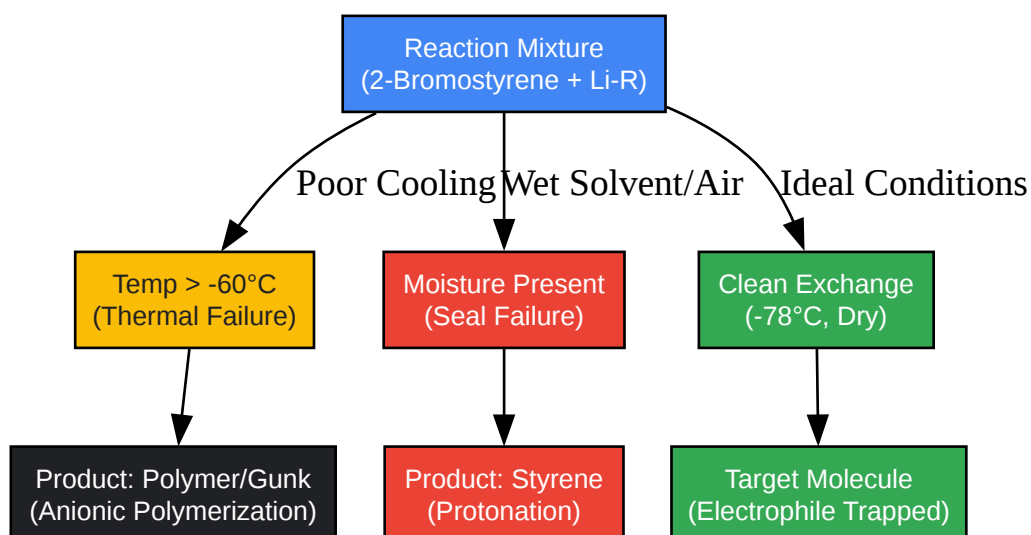 Reaction Mixture
(2-Bromostyrene + Li-R)
Poor Cooling
Wet Solvent/Air
Ideal Conditions
Temp > -60°C
(Thermal Failure)
Moisture Present
(Seal Failure)
Clean Exchange
(-78°C, Dry)
Product: Polymer/Gunk
(Anionic Polymerization)
Product: Styrene
(Protonation)
Target Molecule
(Electrophile Trapped)